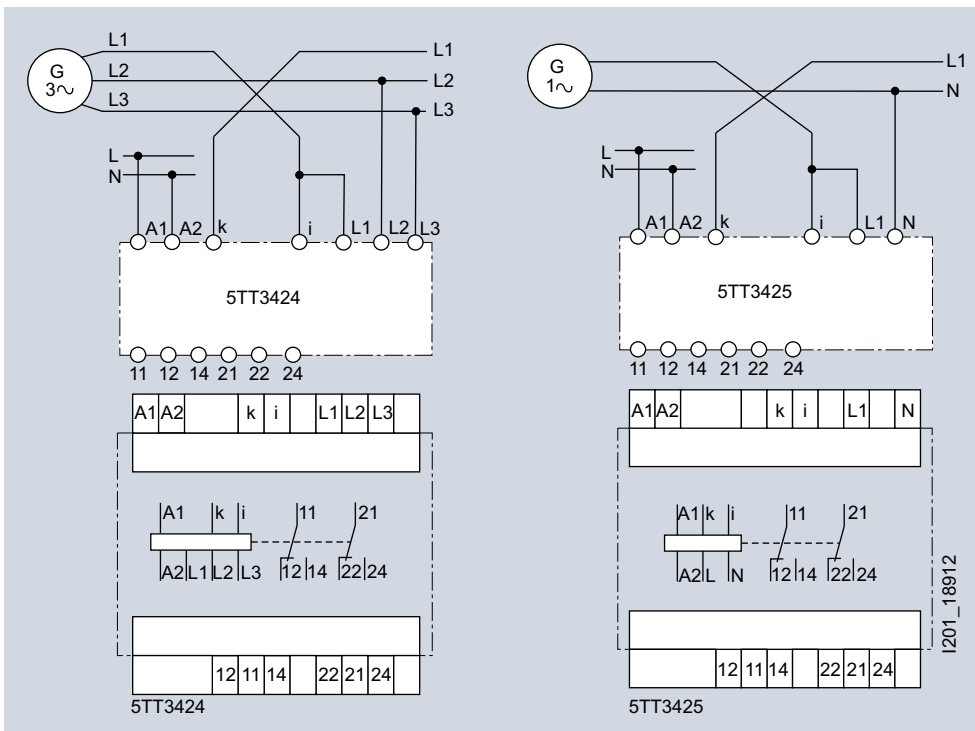 L1 L1
G L2 L2
3∿ L3 L3
L
N
A1 A2 k i L1 L2 L3
5TT3424
11 12 14 21 22 24
A1 A2 k i L1 L2 L3
A1 k i 11 21
A2 L1 L2 L3 12 14 22 24
12 11 14 22 21 24
5TT3424
G L1
1∿ N
L
N
A1 A2 k i L1 N
5TT3425
11 12 14 21 22 24
A1 A2 k i L1 N
A1 k i 11 21
A2 L N 12 14 22 24
12 11 14 22 21 24
5TT3425
I201_18912